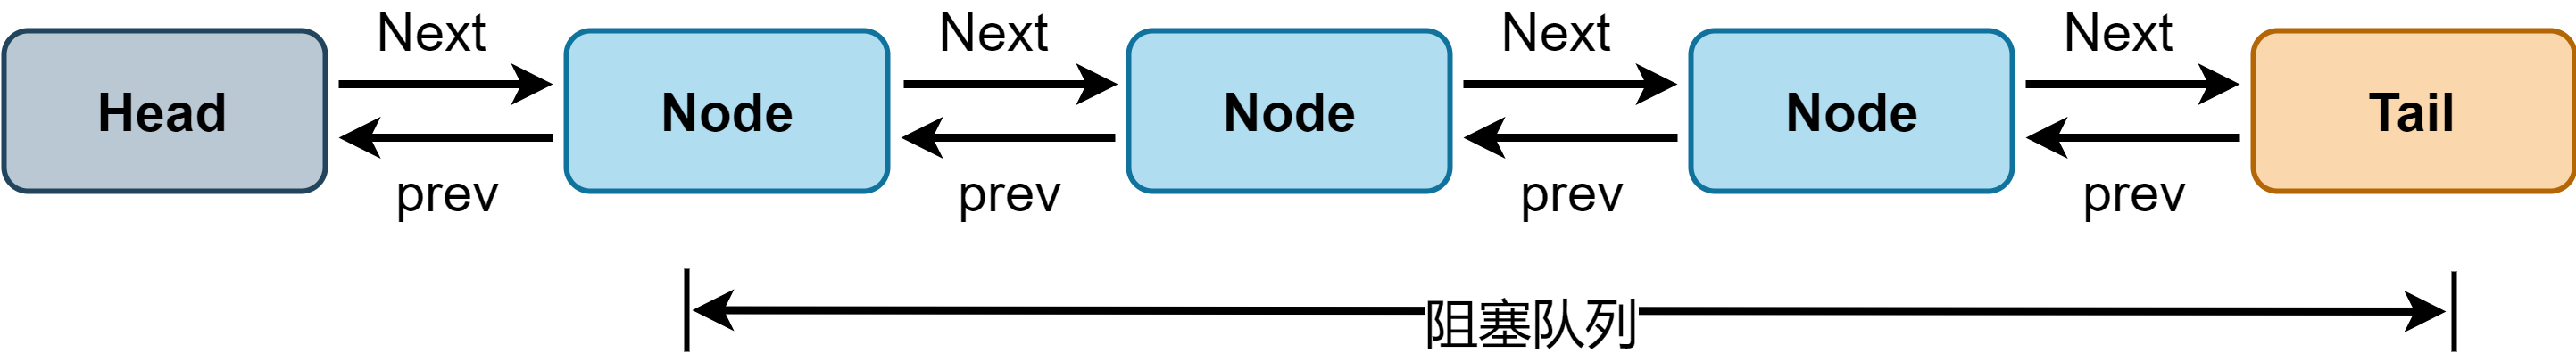 Next Next Next Next
Head Node Node Node Tail
prev prev prev prev
阻塞队列